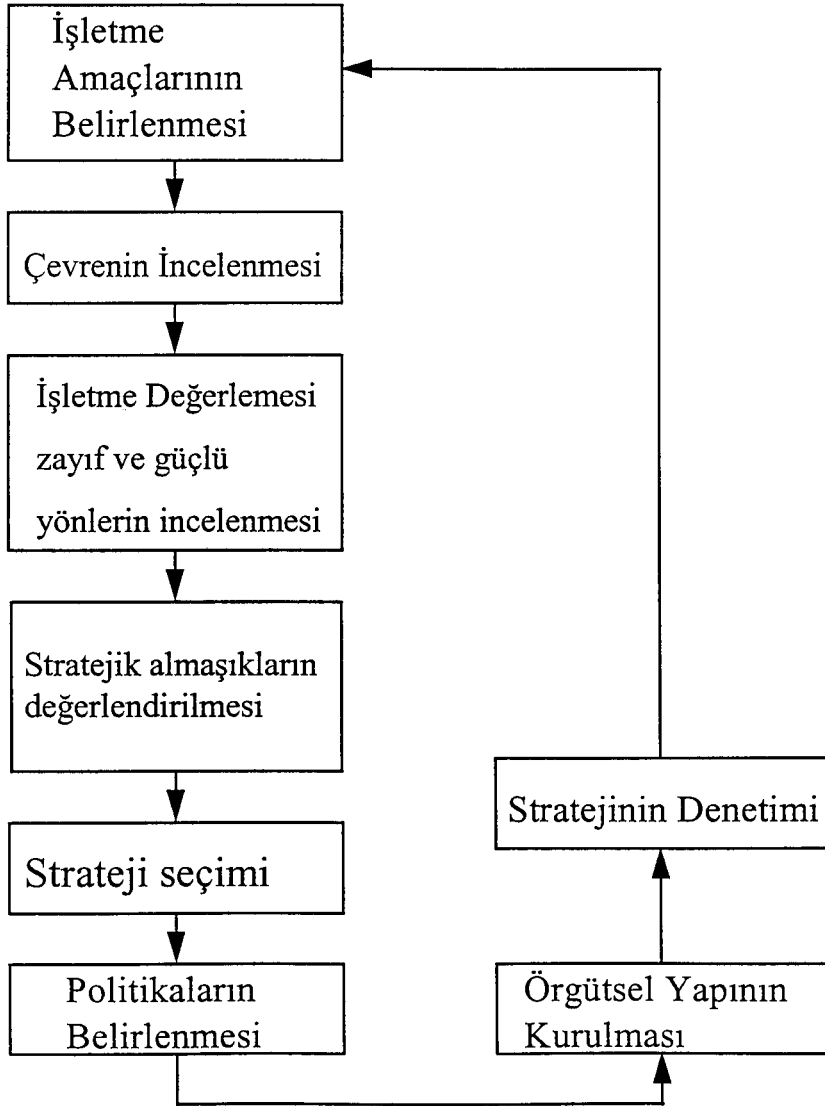 İşletme
Amaçlarının
Belirlenmesi
Çevrenin İncelenmesi
İşletme Değerlemesi
zayıf ve güçlü
yönlerin incelenmesi
Stratejik almaşıkların
değerlendirilmesi
Strateji seçimi
Politikaların
Belirlenmesi
Örgütsel Yapının
Kurulması
Stratejinin Denetimi